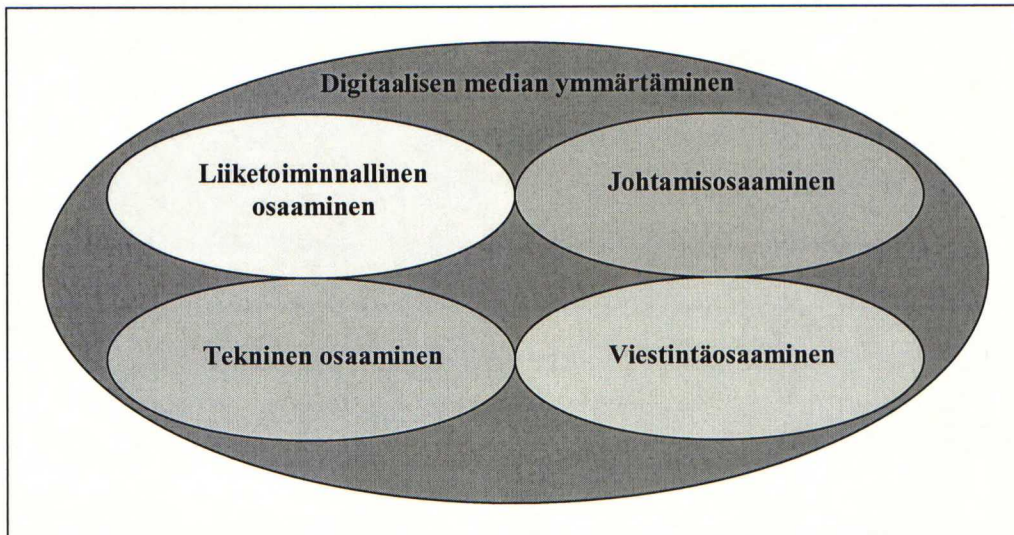 Digitaalisen median ymmärtäminen
Liiketoiminnallinen
osaaminen
Johtamisosaaminen
Tekninen osaaminen
Viestintäosaaminen